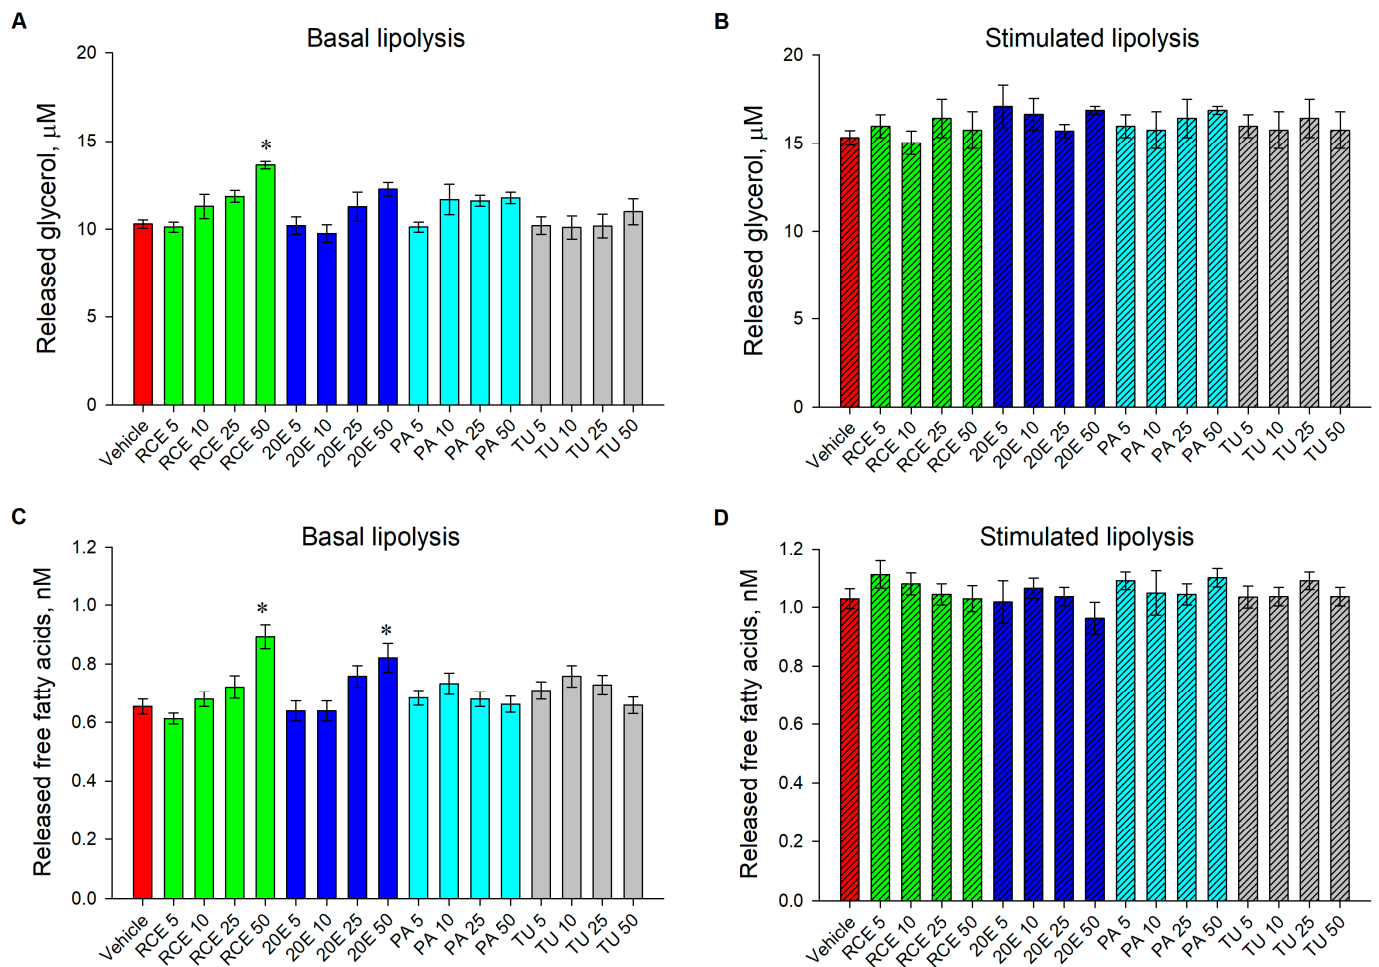 A
Basal lipolysis
Released glycerol, μM
20
15
10
5
0
*
Vehicle
RCE 5
RCE 10
RCE 25
RCE 50
20E 5
20E 10
20E 25
20E 50
PA 5
PA 10
PA 25
PA 50
TU 5
TU 10
TU 25
TU 50
B
Stimulated lipolysis
Released glycerol, μM
20
15
10
5
0
Vehicle
RCE 5
RCE 10
RCE 25
RCE 50
20E 5
20E 10
20E 25
20E 50
PA 5
PA 10
PA 25
PA 50
TU 5
TU 10
TU 25
TU 50
C
Basal lipolysis
Released free fatty acids, nM
1.2
1.0
0.8
0.6
0.4
0.2
0.0
*
*
Vehicle
RCE 5
RCE 10
RCE 25
RCE 50
20E 5
20E 10
20E 25
20E 50
PA 5
PA 10
PA 25
PA 50
TU 5
TU 10
TU 25
TU 50
D
Stimulated lipolysis
Released free fatty acids, nM
1.2
1.0
0.8
0.6
0.4
0.2
0.0
Vehicle
RCE 5
RCE 10
RCE 25
RCE 50
20E 5
20E 10
20E 25
20E 50
PA 5
PA 10
PA 25
PA 50
TU 5
TU 10
TU 25
TU 50